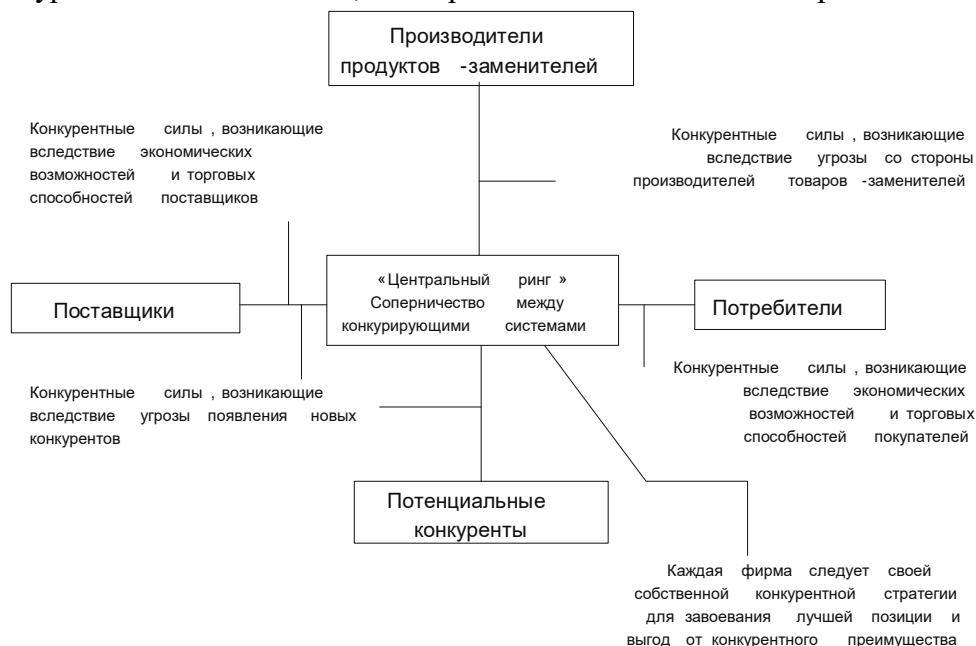 Производители
продуктов -заменителей
Конкурентные силы , возникающие
вследствие экономических
возможностей и торговых
способностей поставщиков
Конкурентные силы , возникающие
вследствие угрозы со стороны
производителей товаров -заменителей
«Центральный ринг »
Соперничество между
конкурирующими системами
Поставщики
Потребители
Конкурентные силы , возникающие
вследствие угрозы появления новых
конкурентов
Конкурентные силы , возникающие
вследствие экономических
возможностей и торговых
способностей покупателей
Потенциальные
конкуренты
Каждая фирма следует своей
собственной конкурентной стратегии
для завоевания лучшей позиции и
выгод от конкурентного преимущества